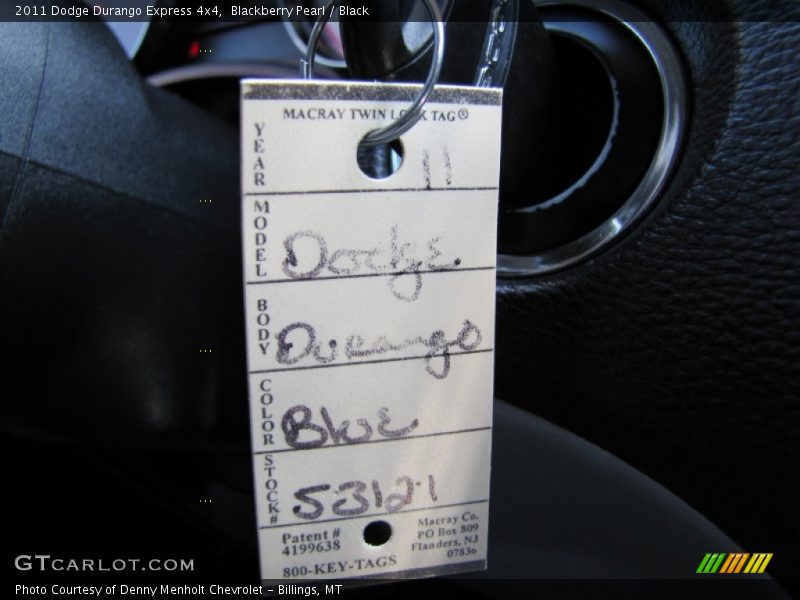 2011 Dodge Durango Express 4x4, Blackberry Pearl / Black
MACRAY TWIN LOCK TAG®
YEAR 11
MODEL Dodge
BODY Durango
COLOR Blue
STOCK# 53121
Patent #
4199638
800-KEY-TAGS
Macray Co.
PO Box 809
Flanders, NJ
07836
GTCARLOT.COM
Photo Courtesy of Denny Menholt Chevrolet - Billings, MT